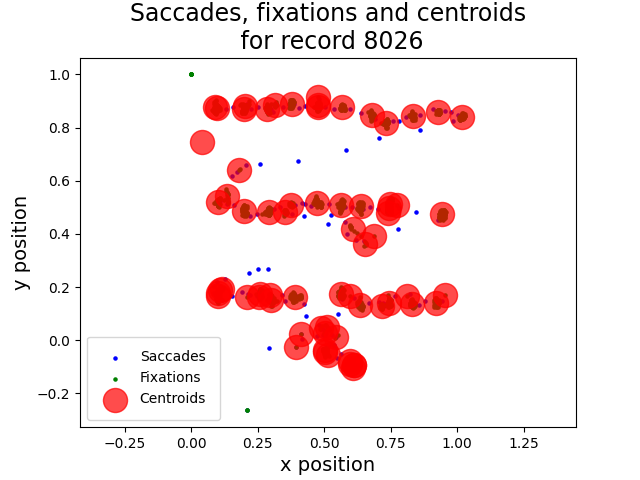 Saccades, fixations and centroids
for record 8026
1.0
0.8
0.6
0.4
0.2
0.0
−0.2
y position
Saccades
Fixations
Centroids
−0.25
0.00
0.25
0.50
0.75
1.00
1.25
x position